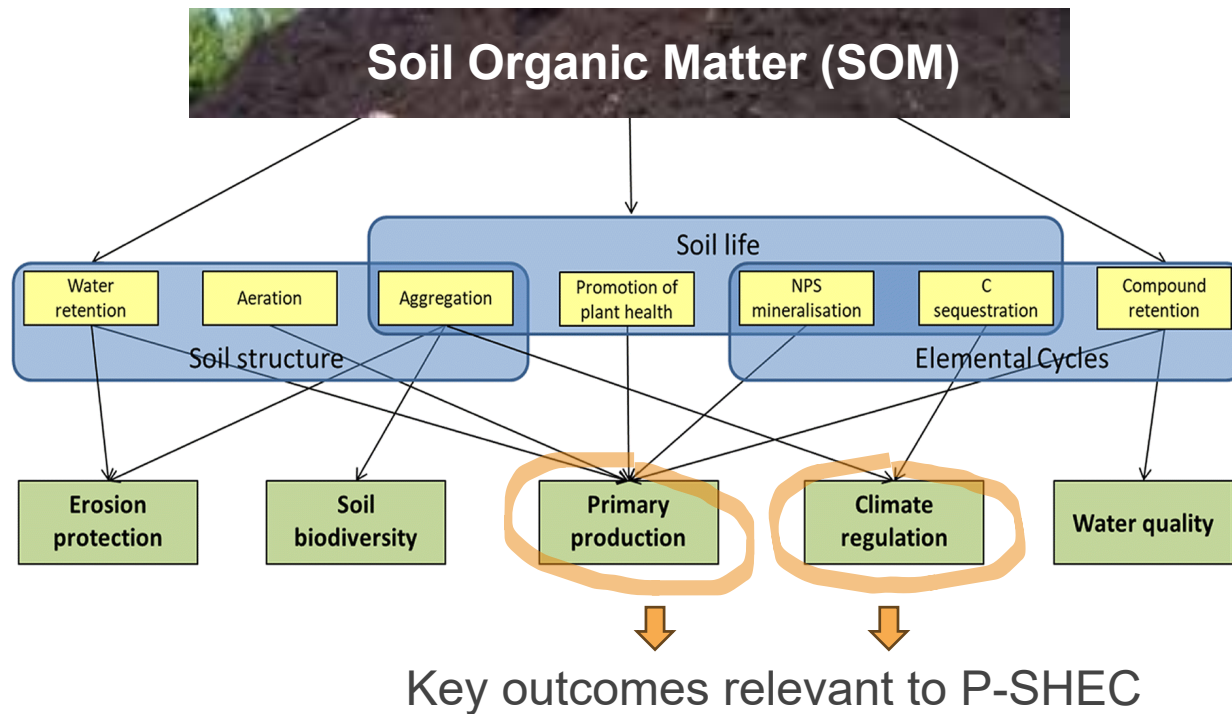 Soil Organic Matter (SOM)
Soil life
Water
retention
Aeration
Aggregation
Promotion of
plant health
NPS
mineralisation
C
sequestration
Compound
retention
Soil structure
Elemental Cycles
Erosion
protection
Soil
biodiversity
Primary
production
Climate
regulation
Water quality
Key outcomes relevant to P-SHEC